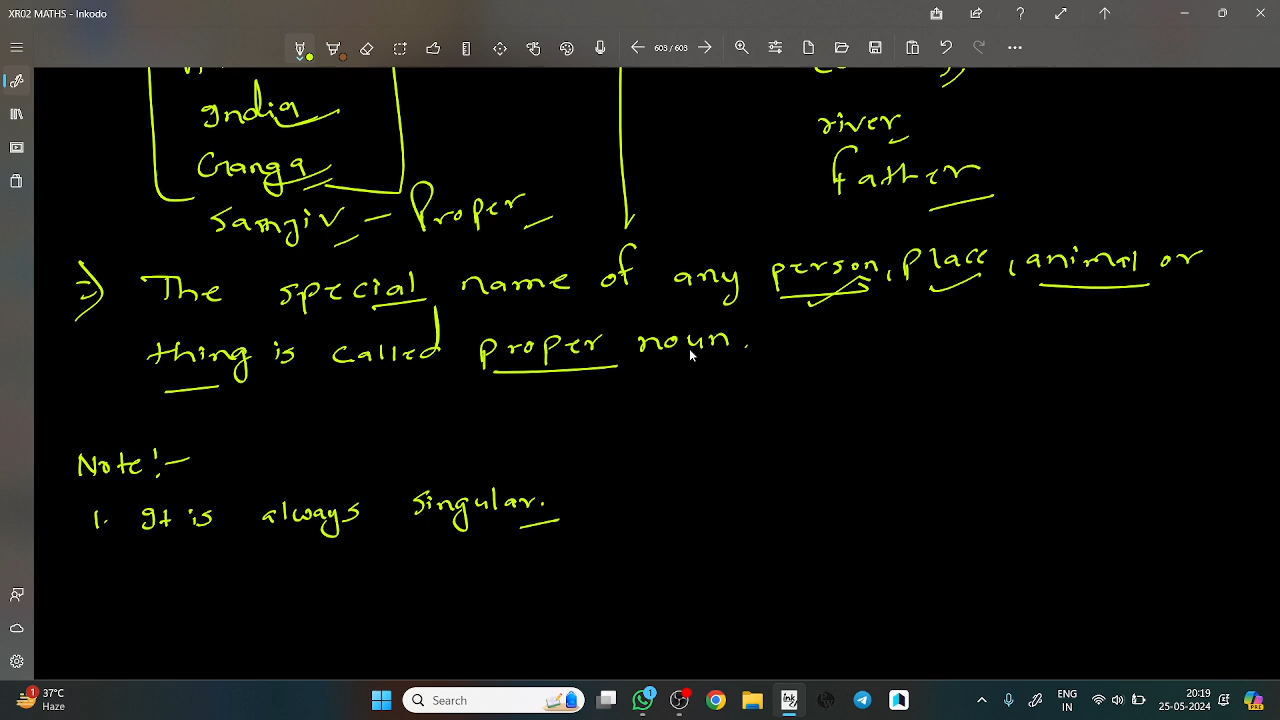 XR02 MATHS - Inkodo
603/603
India
river
Ganga
father
Samjiv - Proper
⇒ The special name of any person, place, animal or
thing is called proper noun.
Note:-
1. It is always singular.
1
37°C
Haze
Search
1
ENG
IN
20:19
25-05-2024